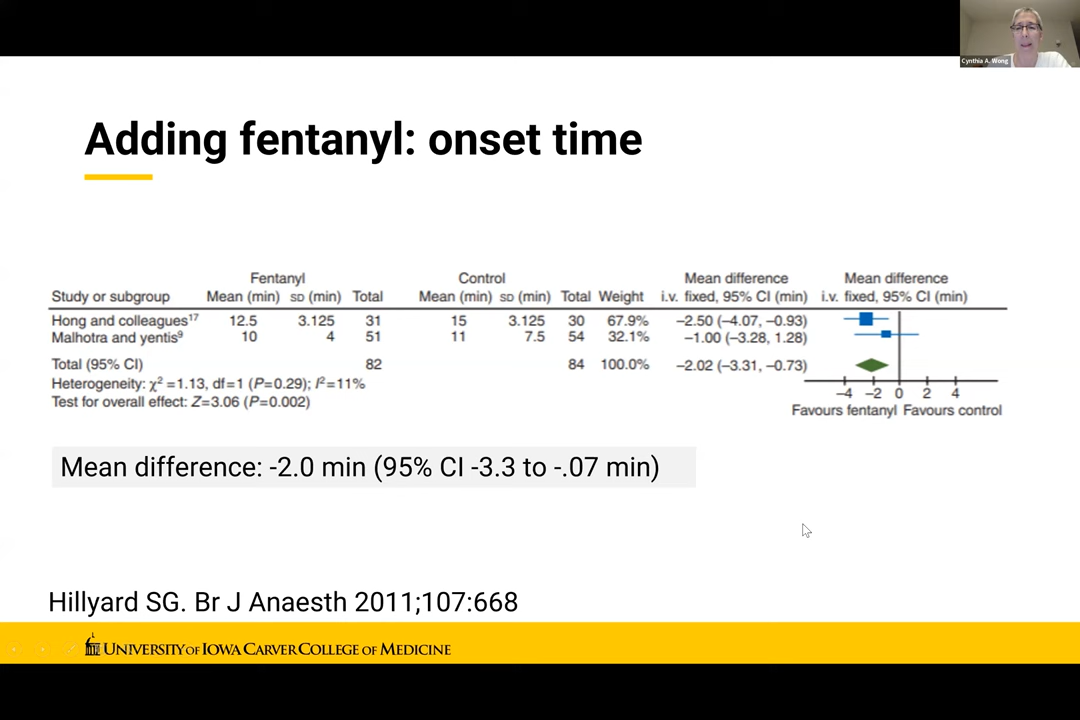 Cynthia A. Wong
Adding fentanyl: onset time
Fentanyl Control Mean difference Mean difference
Study or subgroup Mean (min) SD (min) Total Mean (min) SD (min) Total Weight i.v. fixed, 95% CI (min) i.v. fixed, 95% CI (min)
Hong and colleagues¹⁷ 12.5 3.125 31 15 3.125 30 67.9% −2.50 (−4.07, −0.93)
Malhotra and yentis⁹ 10 4 51 11 7.5 54 32.1% −1.00 (−3.28, 1.28)
Total (95% CI) 82 84 100.0% −2.02 (−3.31, −0.73)
Heterogeneity: χ² =1.13, df=1 (P=0.29); I²=11%
Test for overall effect: Z=3.06 (P=0.002)
−4 −2 0 2 4
Favours fentanyl Favours control
Mean difference: -2.0 min (95% CI -3.3 to -.07 min)
Hillyard SG. Br J Anaesth 2011;107:668
UNIVERSITY OF IOWA CARVER COLLEGE OF MEDICINE